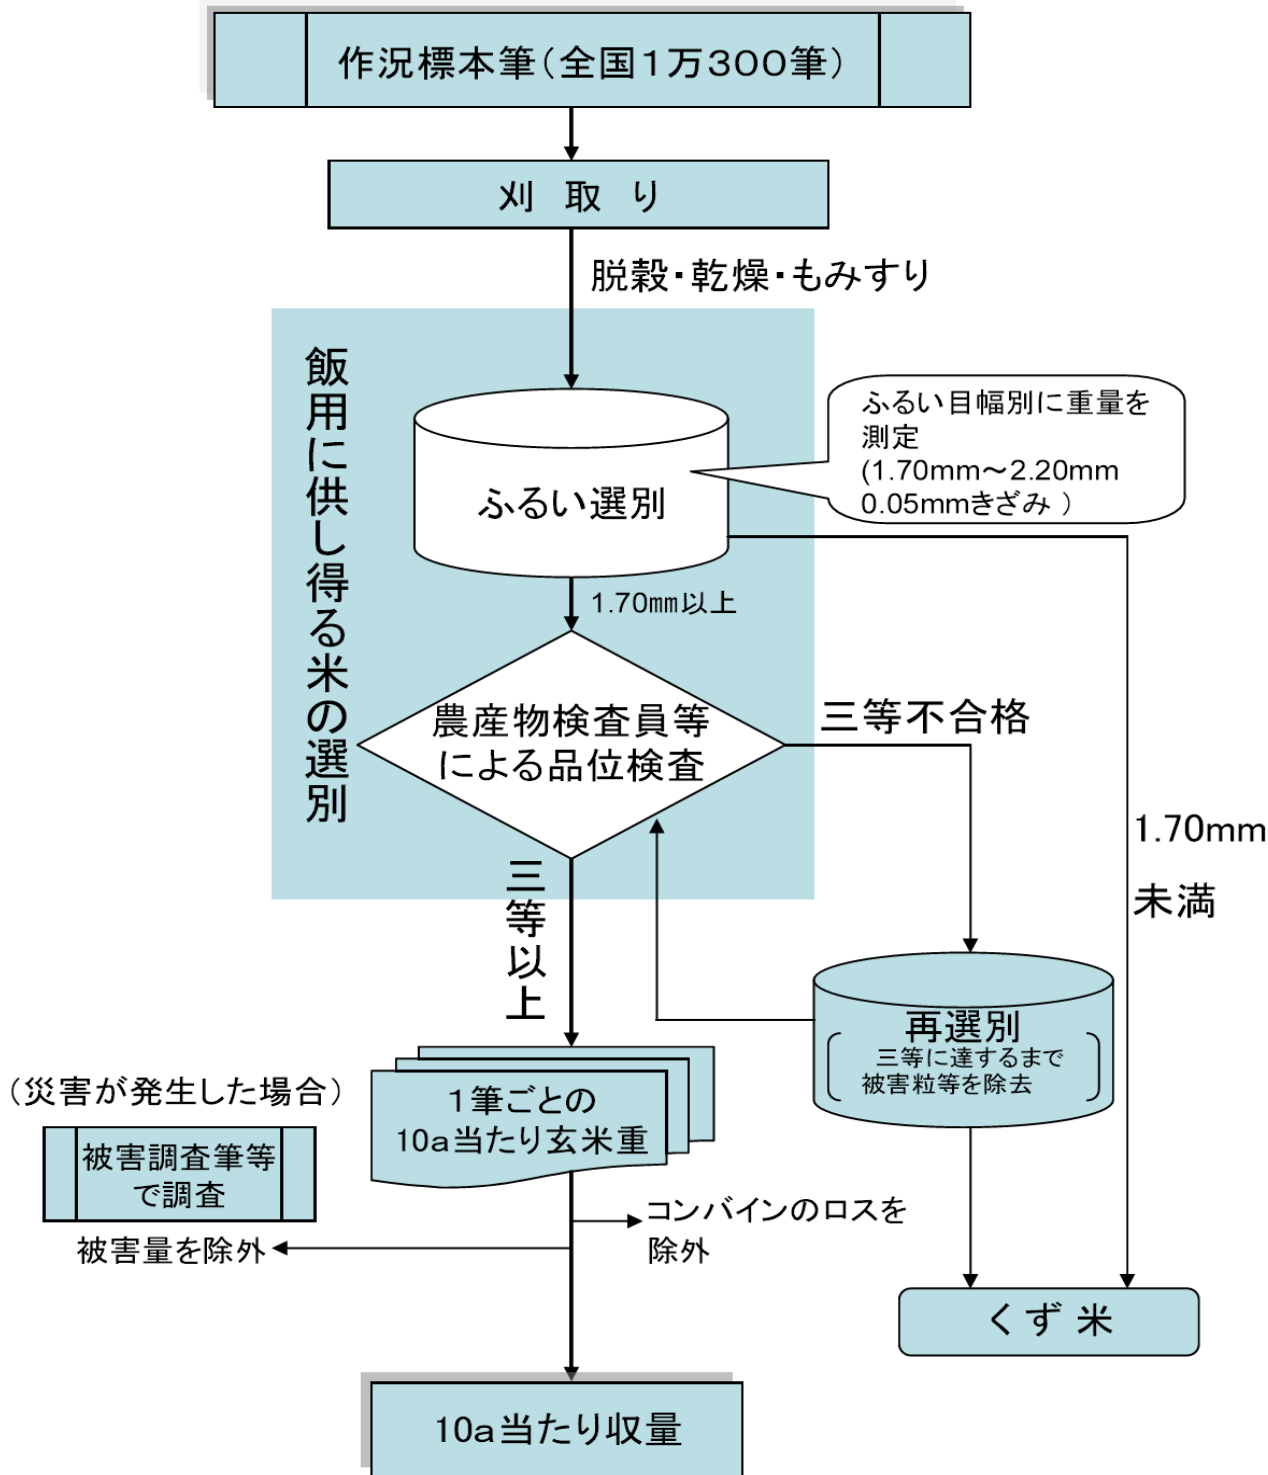 作況標本筆（全国１万３００筆）
刈　取　り
脱穀・乾燥・もみすり
飯用に供し得る米の選別
ふるい選別
ふるい目幅別に重量を
測定
(1.70mm～2.20mm
0.05mmきざみ ）
1.70㎜以上
農産物検査員等
による品位検査
三等不合格
1.70mm
未満
三等以上
再選別
三等に達するまで
被害粒等を除去
（災害が発生した場合）
被害調査筆等
で調査
１筆ごとの
10a当たり玄米重
コンバインのロスを
除外
被害量を除外
くず 米
10a当たり収量